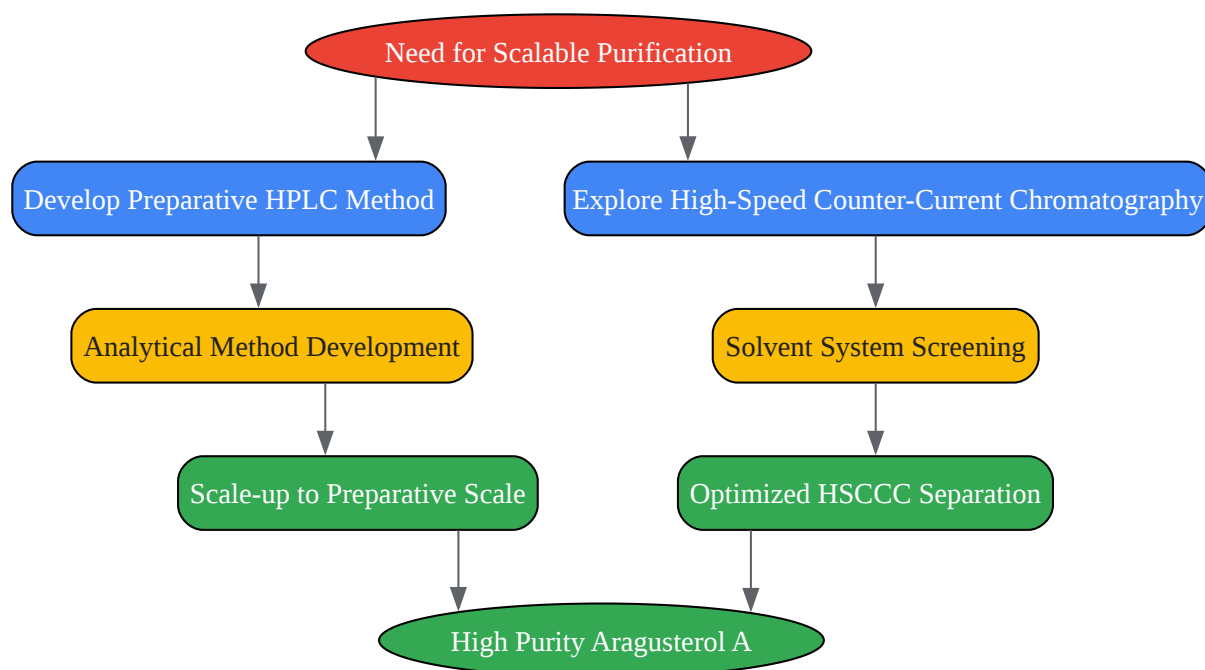 Need for Scalable Purification
Develop Preparative HPLC Method
Explore High-Speed Counter-Current Chromatography
Analytical Method Development
Solvent System Screening
Scale-up to Preparative Scale
Optimized HSCCC Separation
High Purity Aragusterol A